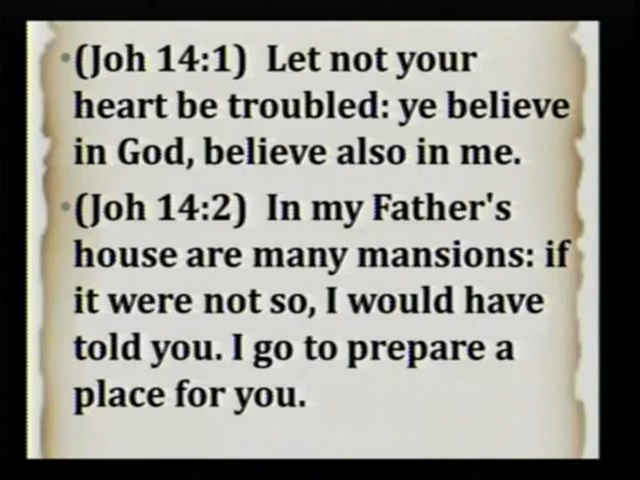 •(Joh 14:1)  Let not your
heart be troubled: ye believe
in God, believe also in me.
•(Joh 14:2)  In my Father's
house are many mansions: if
it were not so, I would have
told you. I go to prepare a
place for you.